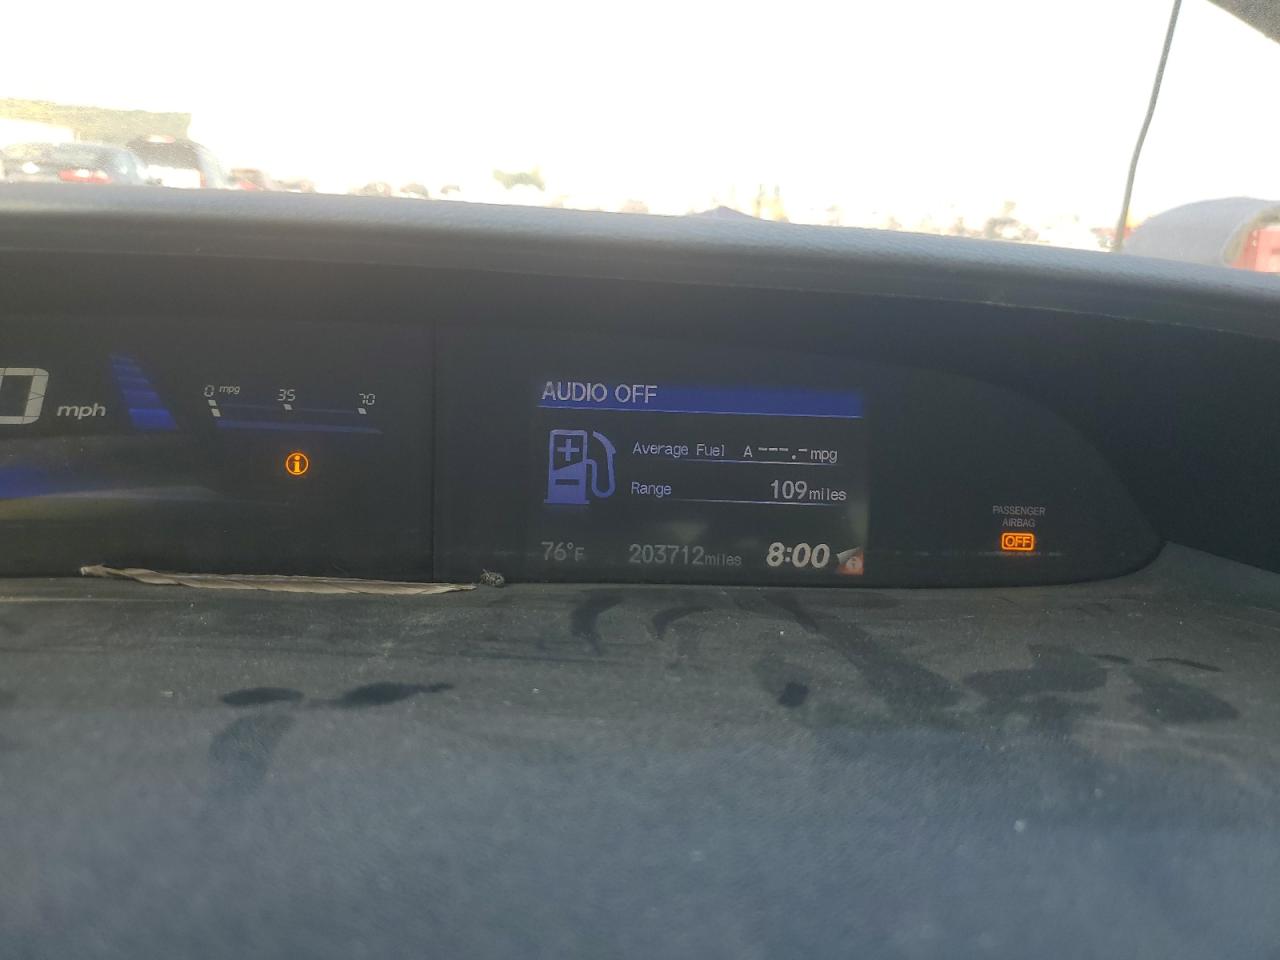 0 mph
0 mpg 35 70
AUDIO OFF
Average Fuel A ---.- mpg
Range 109 miles
76°F 203712 miles 8:00
PASSENGER
AIRBAG
OFF